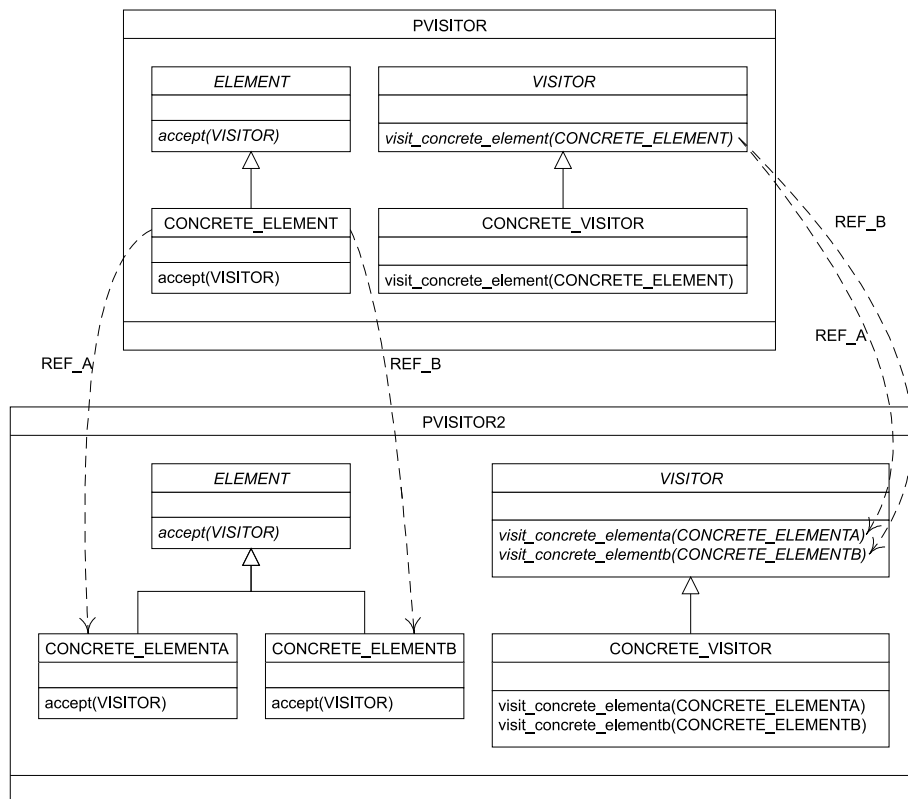 PVISITOR
ELEMENT
accept(VISITOR)
VISITOR
visit_concrete_element(CONCRETE_ELEMENT)
CONCRETE_ELEMENT
accept(VISITOR)
CONCRETE_VISITOR
visit_concrete_element(CONCRETE_ELEMENT)
REF_B
REF_A
REF_A
REF_B
PVISITOR2
ELEMENT
accept(VISITOR)
VISITOR
visit_concrete_elementa(CONCRETE_ELEMENTA)
visit_concrete_elementb(CONCRETE_ELEMENTB)
CONCRETE_ELEMENTA
accept(VISITOR)
CONCRETE_ELEMENTB
accept(VISITOR)
CONCRETE_VISITOR
visit_concrete_elementa(CONCRETE_ELEMENTA)
visit_concrete_elementb(CONCRETE_ELEMENTB)